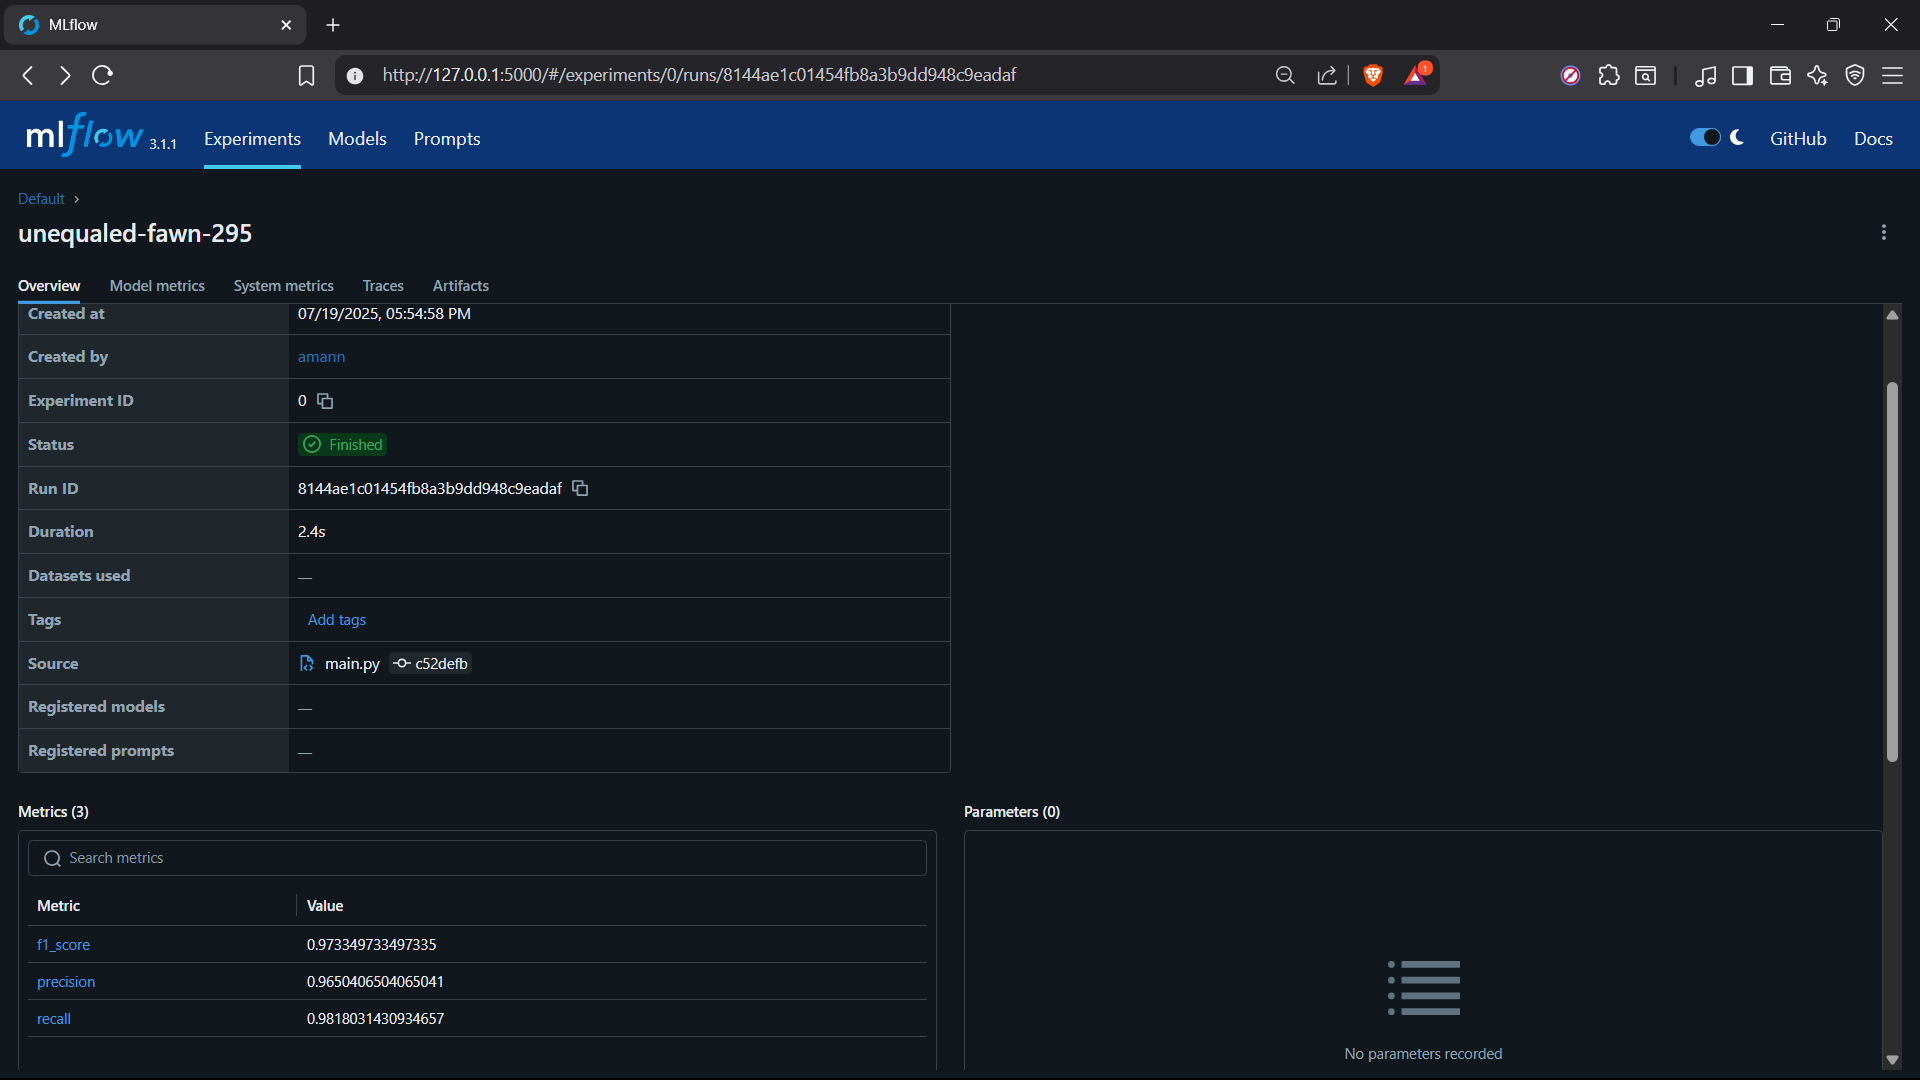 MLflow
http://127.0.0.1:5000/#/experiments/0/runs/8144ae1c01454fb8a3b9dd948c9eadaf
1
mlflow 3.1.1 Experiments Models Prompts GitHub Docs
Default
unequaled-fawn-295
Overview Model metrics System metrics Traces Artifacts
Created at 07/19/2025, 05:54:58 PM
Created by amann
Experiment ID 0
Status Finished
Run ID 8144ae1c01454fb8a3b9dd948c9eadaf
Duration 2.4s
Datasets used —
Tags Add tags
Source main.py c52defb
Registered models —
Registered prompts —
Metrics (3) Parameters (0)
Search metrics
Metric Value
f1_score 0.973349733497335
precision 0.9650406504065041
recall 0.9818031430934657
No parameters recorded